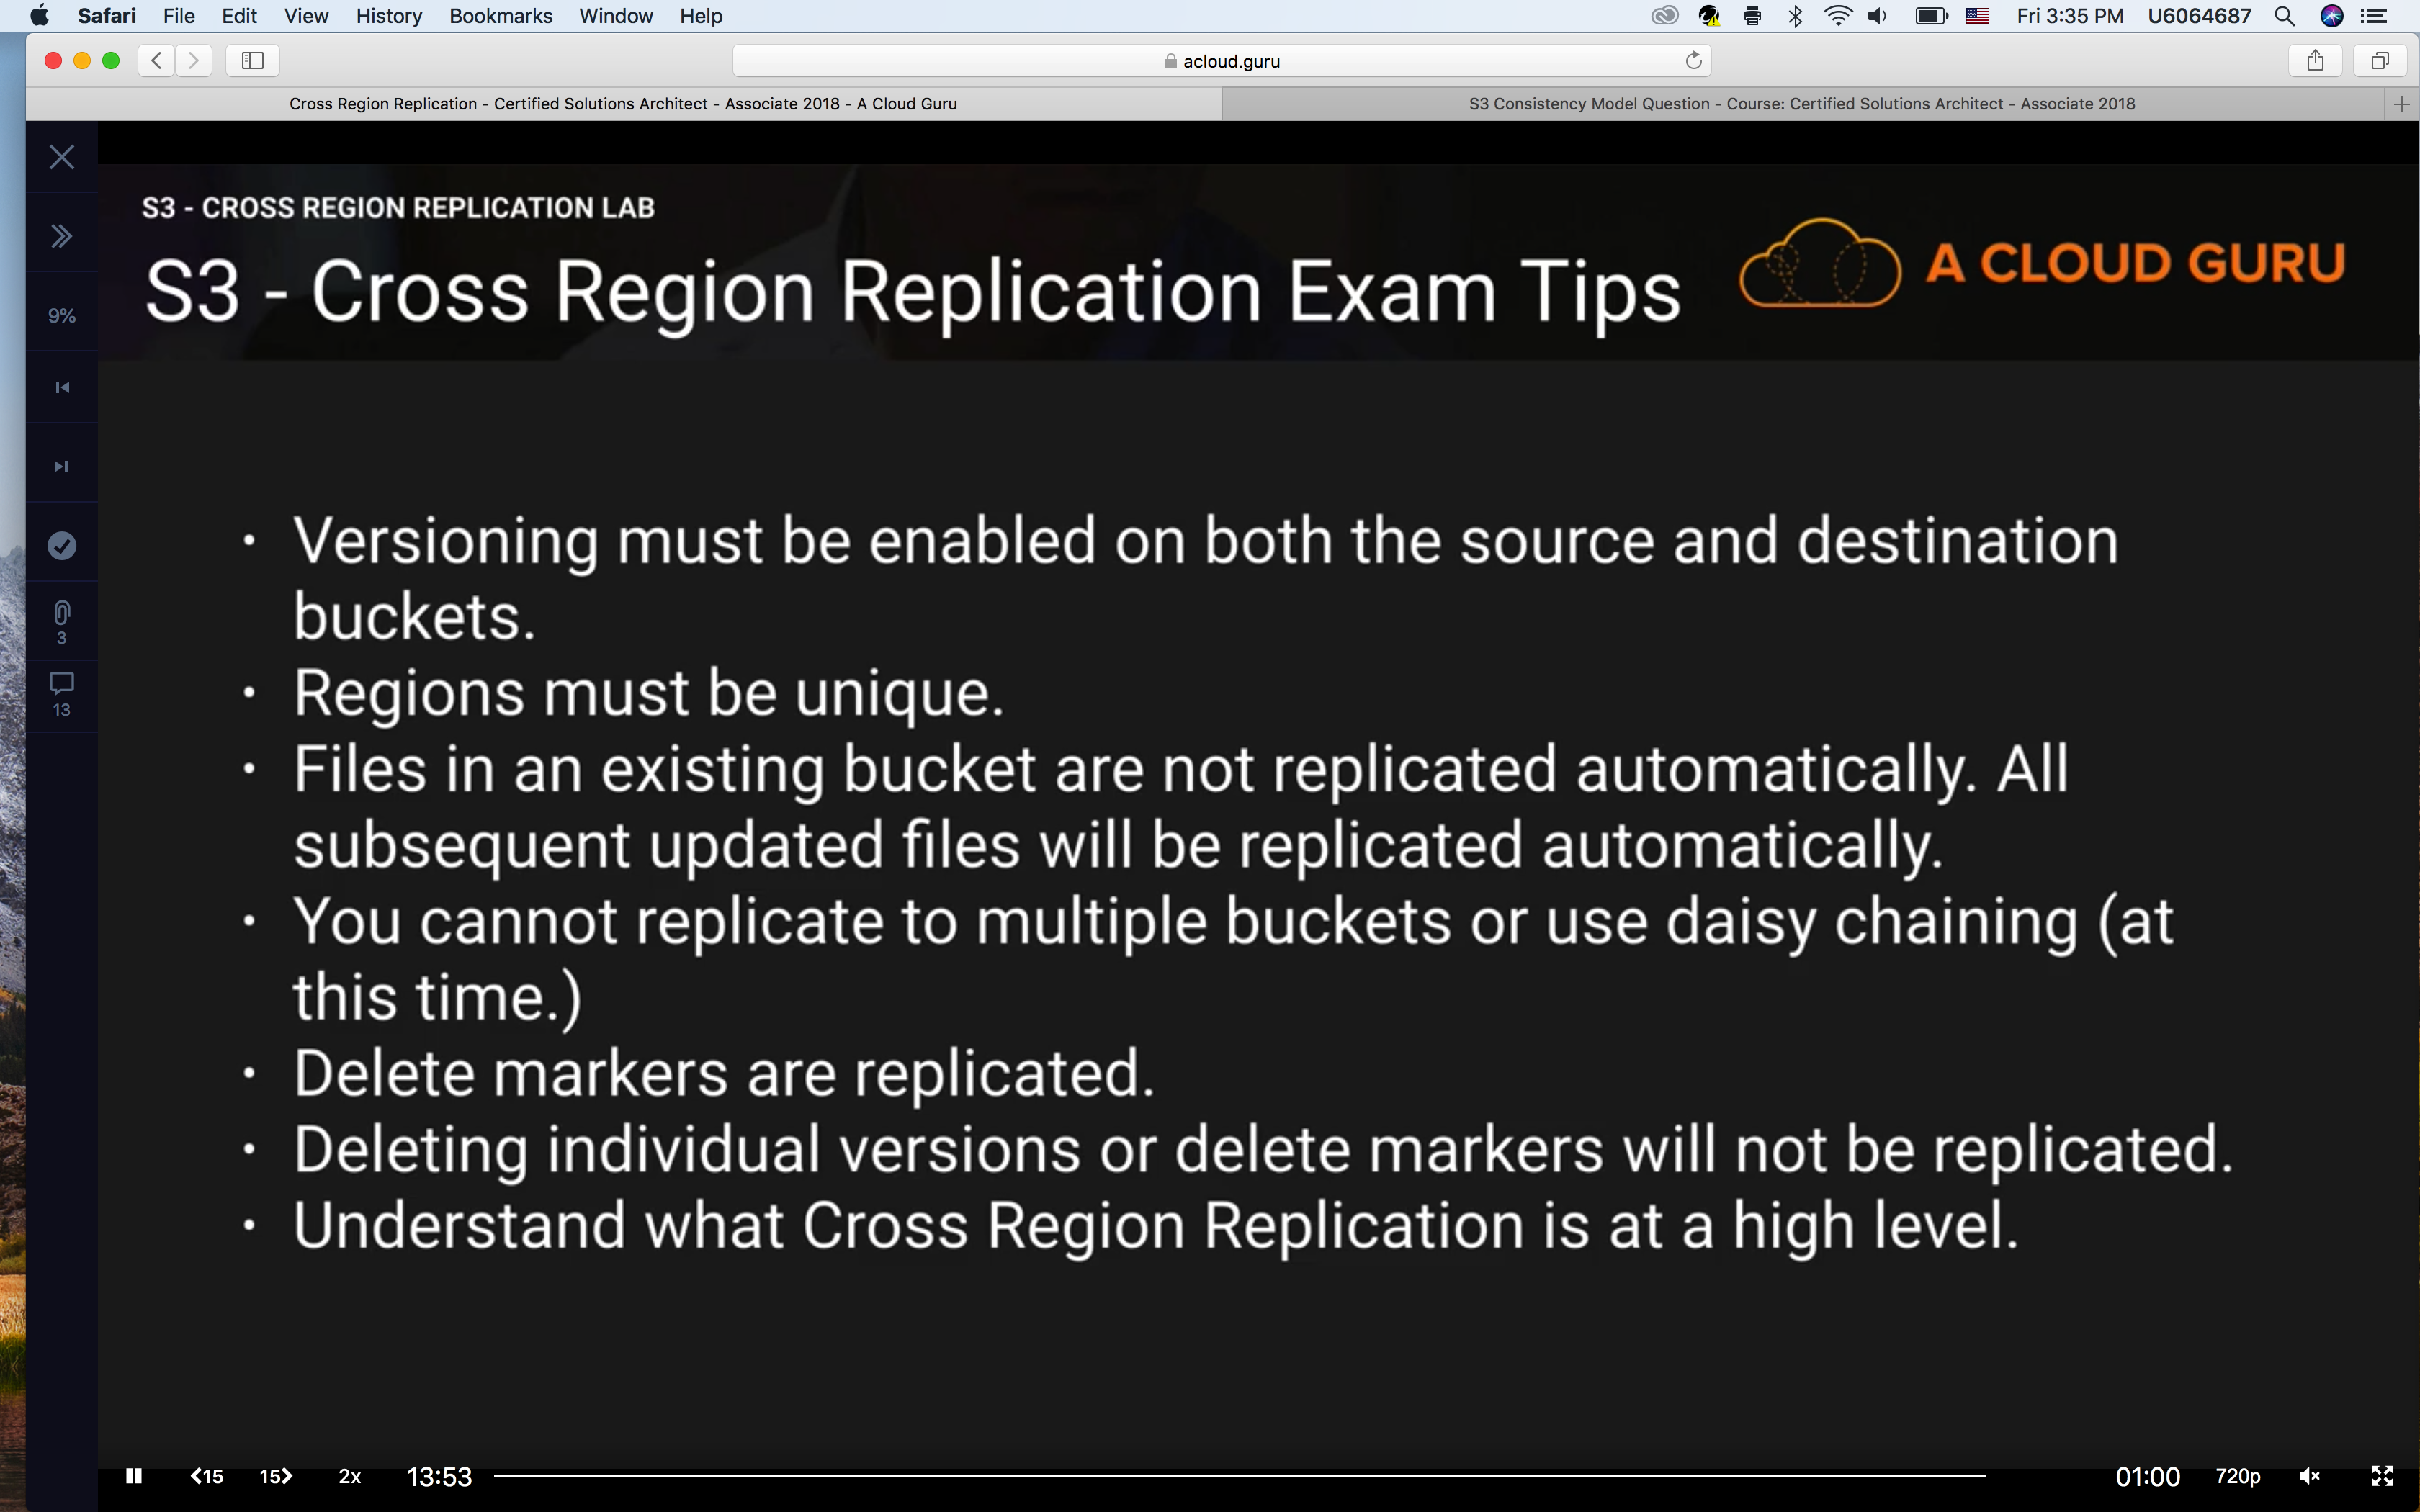 Safari File Edit View History Bookmarks Window Help Fri 3:35 PM U6064687
acloud.guru
Cross Region Replication - Certified Solutions Architect - Associate 2018 - A Cloud Guru
S3 Consistency Model Question - Course: Certified Solutions Architect - Associate 2018
S3 - CROSS REGION REPLICATION LAB
S3 - Cross Region Replication Exam Tips
A CLOUD GURU
9%
3
13
• Versioning must be enabled on both the source and destination
buckets.
• Regions must be unique.
• Files in an existing bucket are not replicated automatically. All
subsequent updated files will be replicated automatically.
• You cannot replicate to multiple buckets or use daisy chaining (at
this time.)
• Delete markers are replicated.
• Deleting individual versions or delete markers will not be replicated.
• Understand what Cross Region Replication is at a high level.
15 15 2x 13:53 01:00 720p